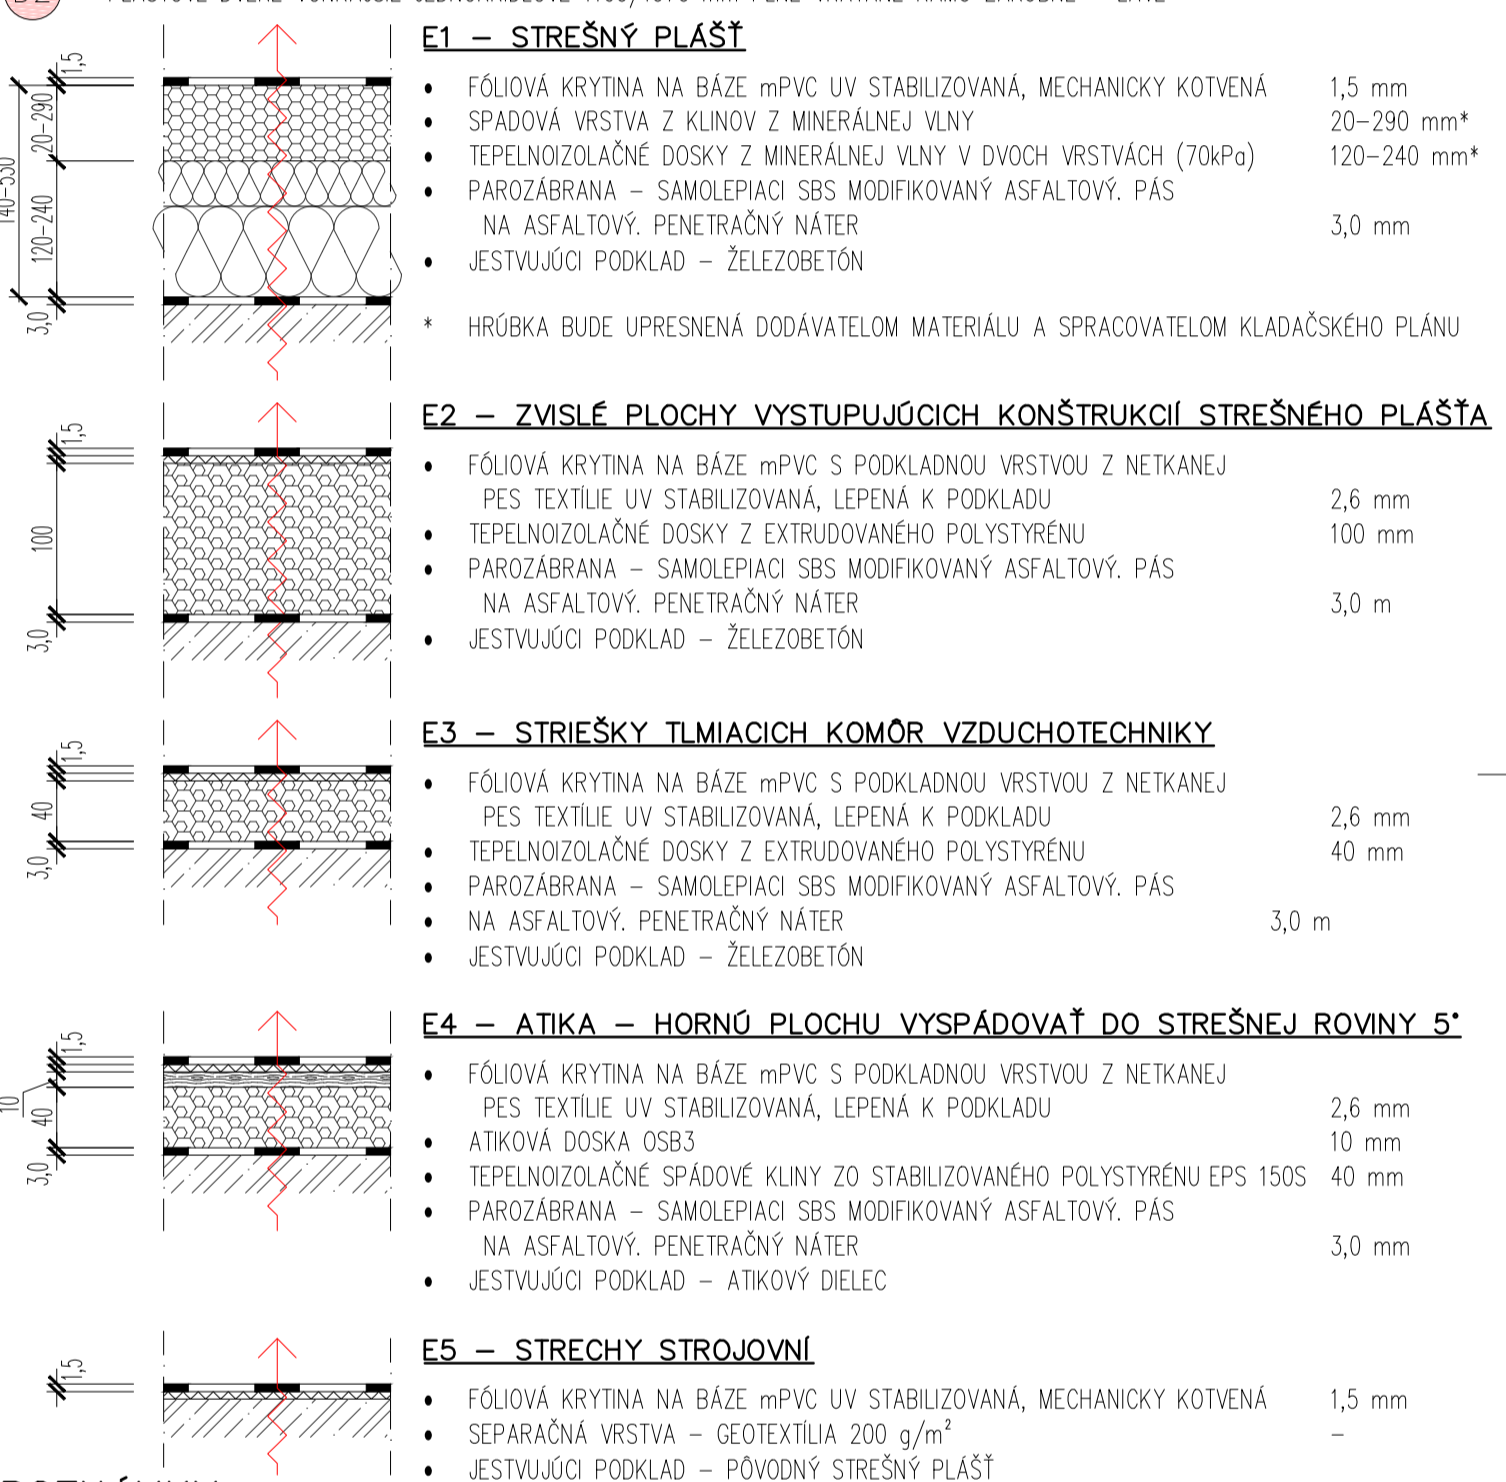 E1 – STREŠNÝ PLÁŠŤ
• FÓLIOVÁ KRYTINA NA BÁZE mPVC UV STABILIZOVANÁ, MECHANICKY KOTVENÁ 1,5 mm
• SPADOVÁ VRSTVA Z KLINOV Z MINERÁLNEJ VLNY 20–290 mm*
• TEPELNOIZOLAČNÉ DOSKY Z MINERÁLNEJ VLNY V DVOCH VRSTVÁCH (70kPa) 120–240 mm*
• PAROZÁBRANA – SAMOLEPIACI SBS MODIFIKOVANÝ ASFALTOVÝ. PÁS
NA ASFALTOVÝ. PENETRAČNÝ NÁTER 3,0 mm
• JESTVUJÚCI PODKLAD – ŽELEZOBETÓN
* HRÚBKA BUDE UPRESNENÁ DODÁVATELOM MATERIÁLU A SPRACOVATELOM KLADAČSKÉHO PLÁNU
1,5
20–290
120–240
3,0
E2 – ZVISLÉ PLOCHY VYSTUPUJÚCICH KONŠTRUKCIÍ STREŠNÉHO PLÁŠŤA
• FÓLIOVÁ KRYTINA NA BÁZE mPVC S PODKLADNOU VRSTVOU Z NETKANEJ
PES TEXTÍLIE UV STABILIZOVANÁ, LEPENÁ K PODKLADU 2,6 mm
• TEPELNOIZOLAČNÉ DOSKY Z EXTRUDOVANÉHO POLYSTYRÉNU 100 mm
• PAROZÁBRANA – SAMOLEPIACI SBS MODIFIKOVANÝ ASFALTOVÝ. PÁS
NA ASFALTOVÝ. PENETRAČNÝ NÁTER 3,0 m
• JESTVUJÚCI PODKLAD – ŽELEZOBETÓN
1,5
100
3,0
E3 – STRIEŠKY TLMIACICH KOMÔR VZDUCHOTECHNIKY
• FÓLIOVÁ KRYTINA NA BÁZE mPVC S PODKLADNOU VRSTVOU Z NETKANEJ
PES TEXTÍLIE UV STABILIZOVANÁ, LEPENÁ K PODKLADU 2,6 mm
• TEPELNOIZOLAČNÉ DOSKY Z EXTRUDOVANÉHO POLYSTYRÉNU 40 mm
• PAROZÁBRANA – SAMOLEPIACI SBS MODIFIKOVANÝ ASFALTOVÝ. PÁS
• NA ASFALTOVÝ. PENETRAČNÝ NÁTER 3,0 m
• JESTVUJÚCI PODKLAD – ŽELEZOBETÓN
1,5
40
3,0
E4 – ATIKA – HORNÚ PLOCHU VYSPÁDOVAŤ DO STREŠNEJ ROVINY 5°
• FÓLIOVÁ KRYTINA NA BÁZE mPVC S PODKLADNOU VRSTVOU Z NETKANEJ
PES TEXTÍLIE UV STABILIZOVANÁ, LEPENÁ K PODKLADU 2,6 mm
• ATIKOVÁ DOSKA OSB3 10 mm
• TEPELNOIZOLAČNÉ SPÁDOVÉ KLINY ZO STABILIZOVANÉHO POLYSTYRÉNU EPS 150S 40 mm
• PAROZÁBRANA – SAMOLEPIACI SBS MODIFIKOVANÝ ASFALTOVÝ. PÁS
NA ASFALTOVÝ. PENETRAČNÝ NÁTER 3,0 mm
• JESTVUJÚCI PODKLAD – ATIKOVÝ DIELEC
1,5
10
40
3,0
E5 – STRECHY STROJOVNÍ
• FÓLIOVÁ KRYTINA NA BÁZE mPVC UV STABILIZOVANÁ, MECHANICKY KOTVENÁ 1,5 mm
• SEPARAČNÁ VRSTVA – GEOTEXTÍLIA 200 g/m² –
• JESTVUJÚCI PODKLAD – PÔVODNÝ STREŠNÝ PLÁŠŤ
1,5